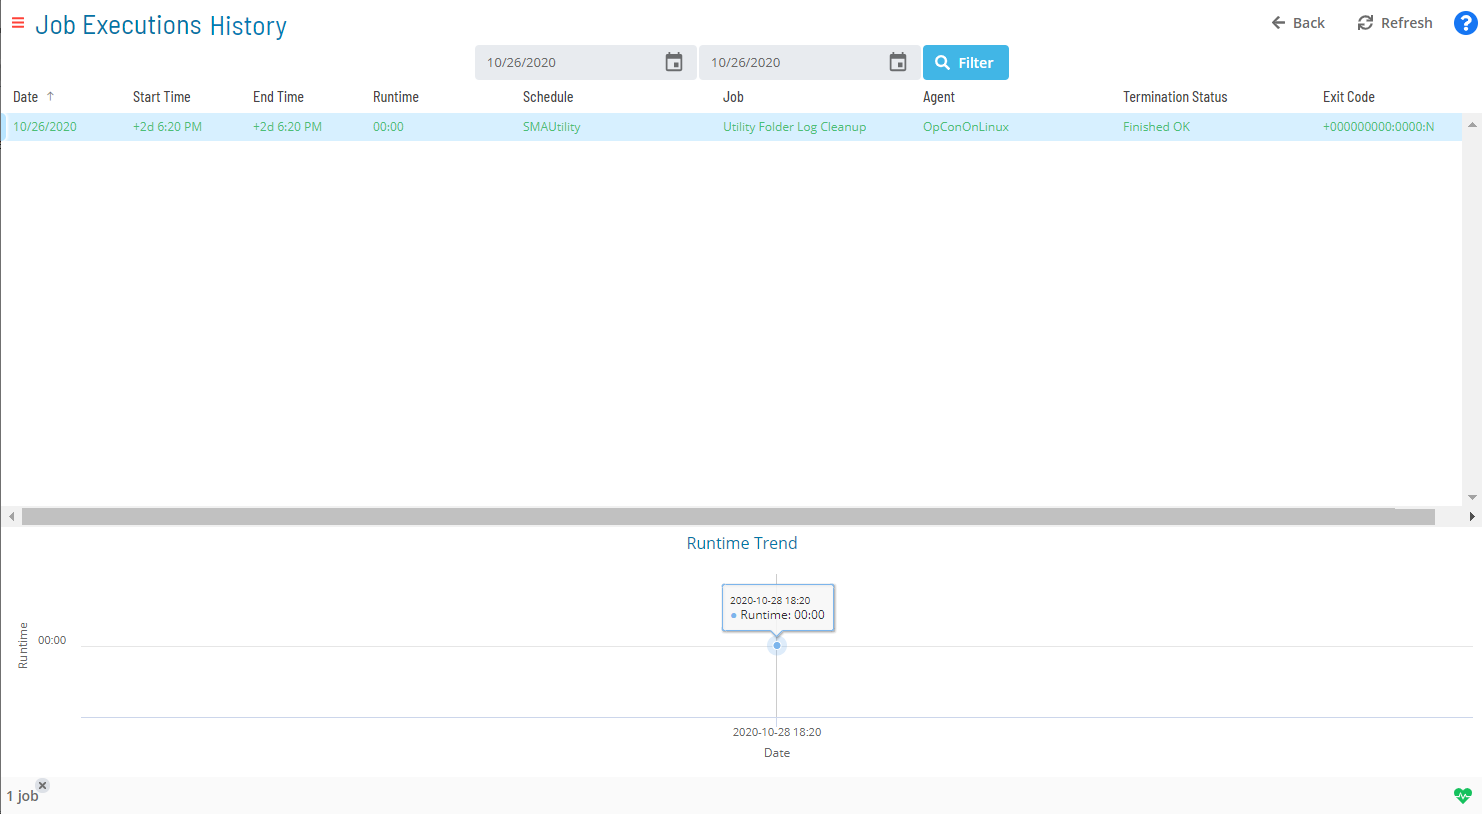 Job Executions History
Back
Refresh
?
10/26/2020
10/26/2020
Filter
Date ↑ Start Time End Time Runtime Schedule Job Agent Termination Status Exit Code
10/26/2020 +2d 6:20 PM +2d 6:20 PM 00:00 SMAUtility Utility Folder Log Cleanup OpConOnLinux Finished OK +000000000:0000:N
Runtime Trend
2020-10-28 18:20
Runtime: 00:00
Runtime
00:00
2020-10-28 18:20
Date
1 job